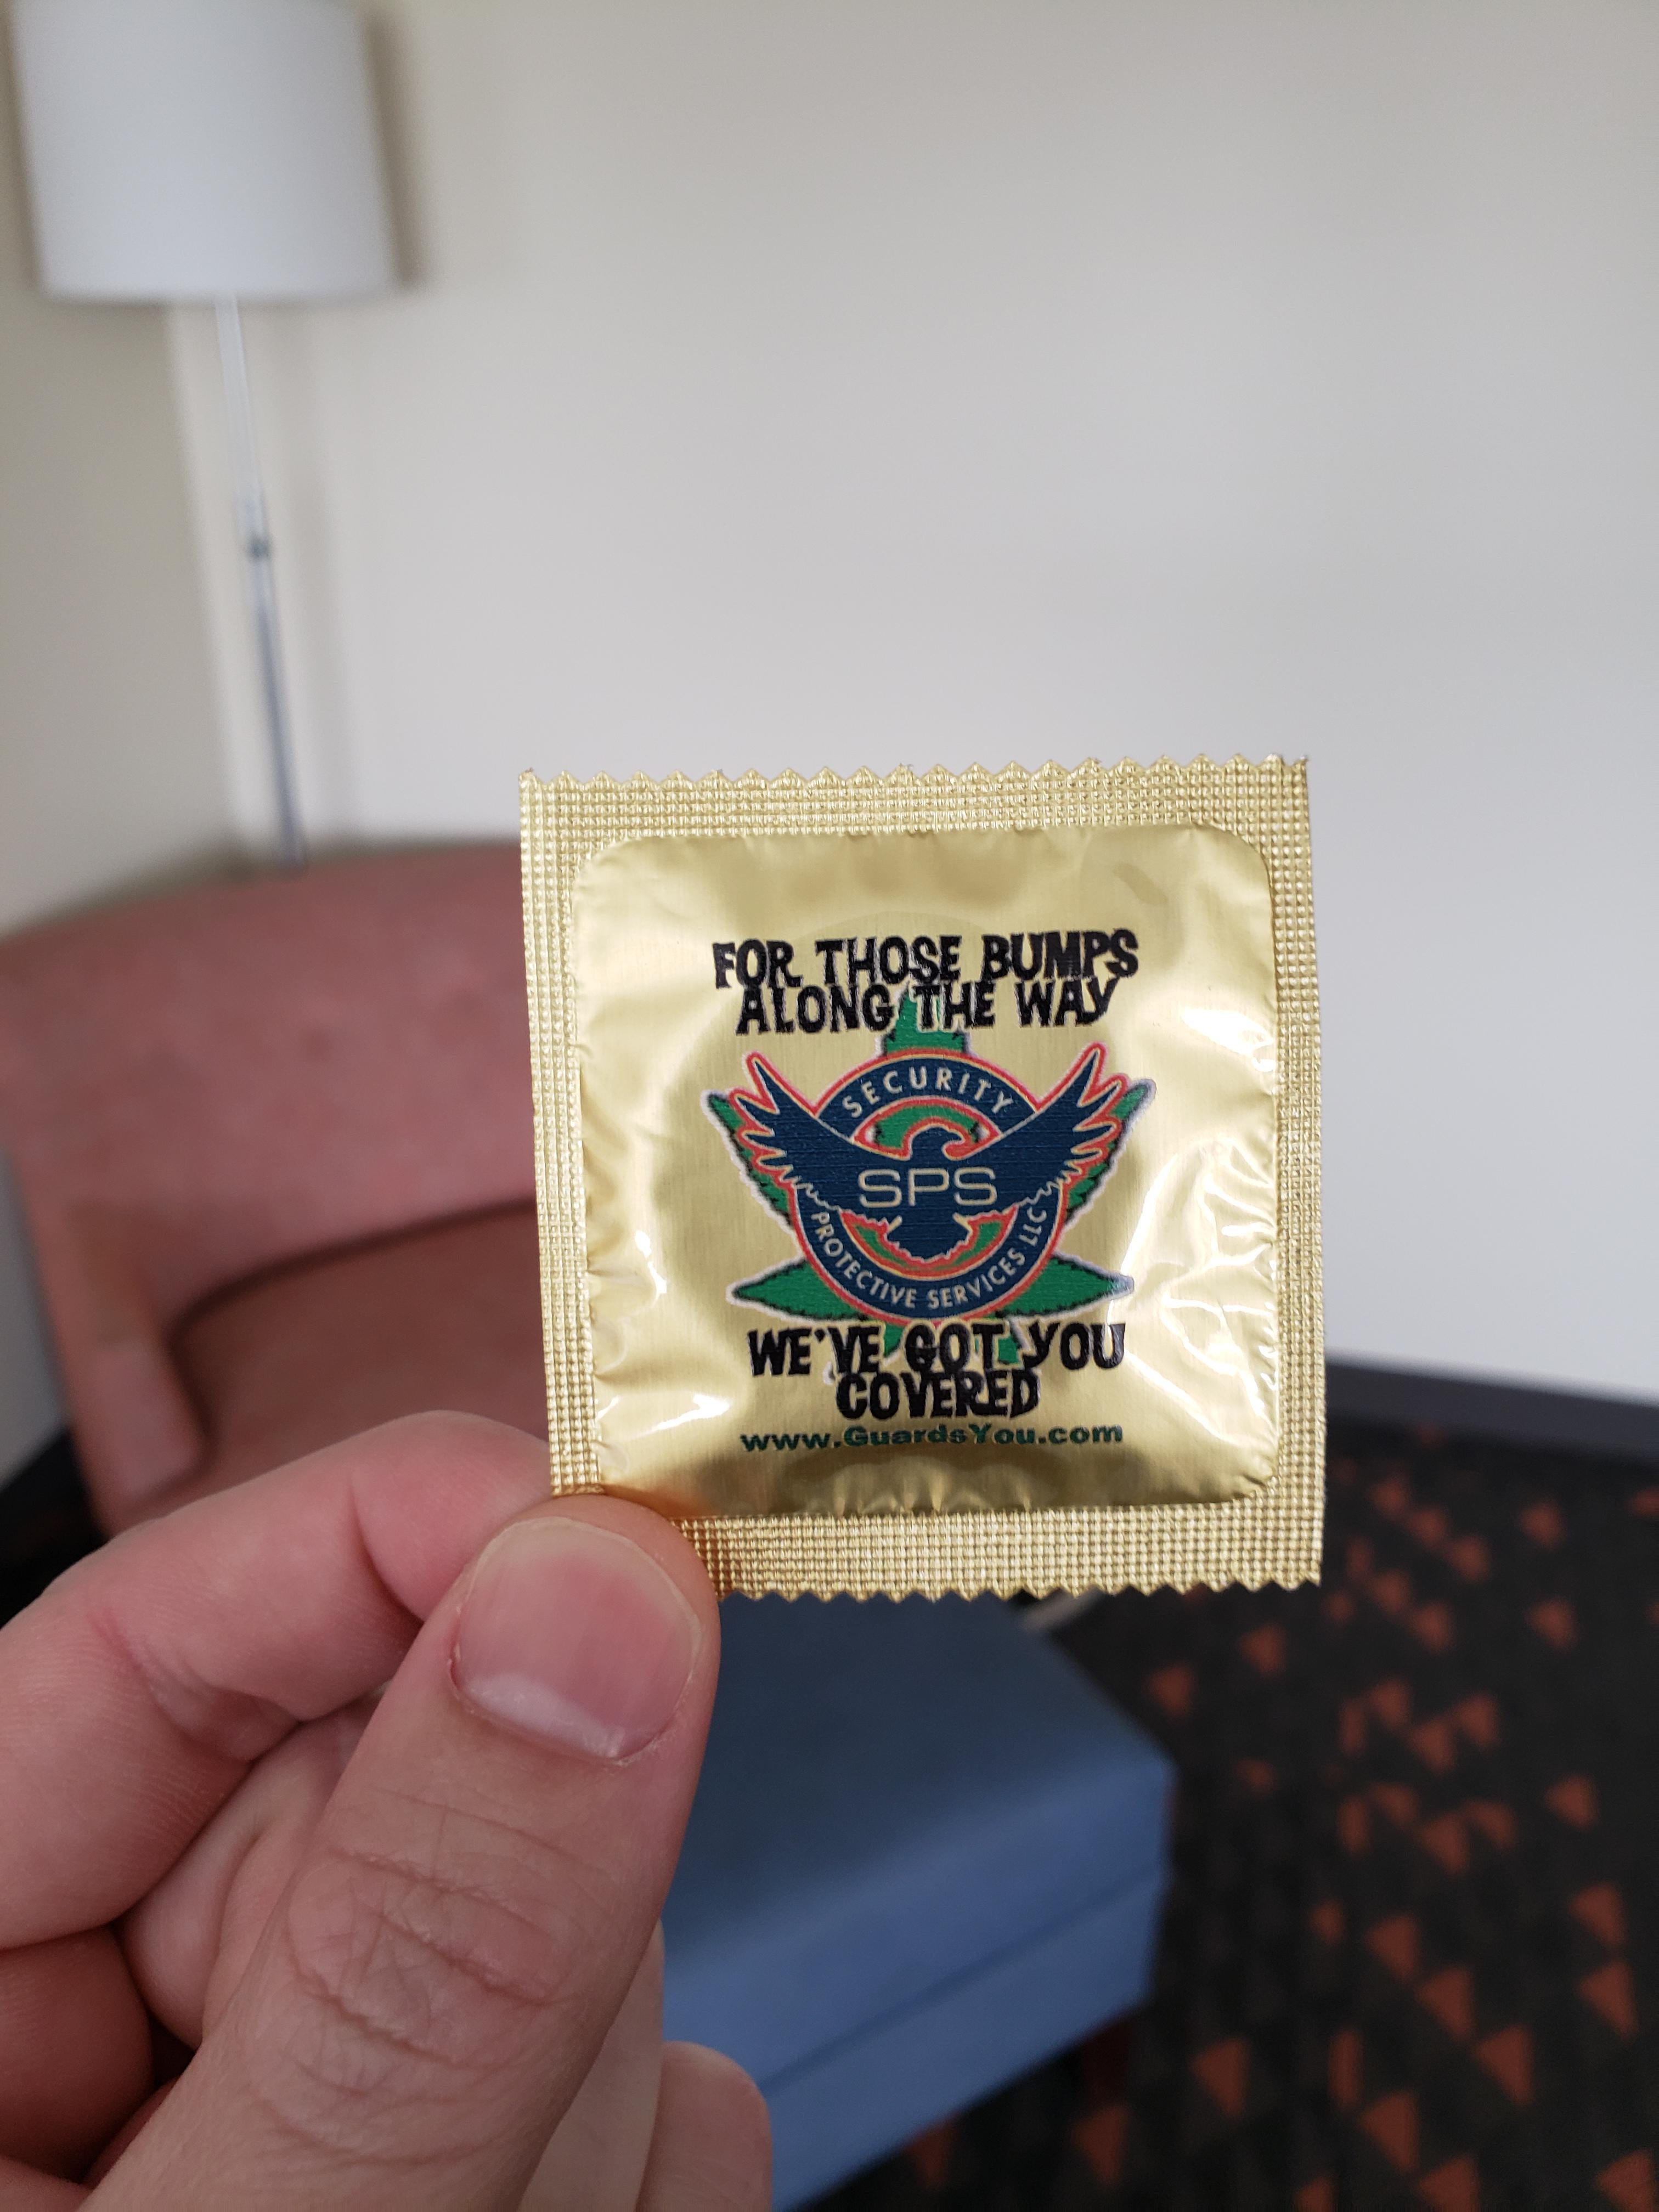 FOR THOSE BUMPS
ALONG THE WAY
SECURITY
SPS
PROTECTIVE SERVICES LLC
WE'VE GOT YOU
COVERED
www.GuardsYou.com